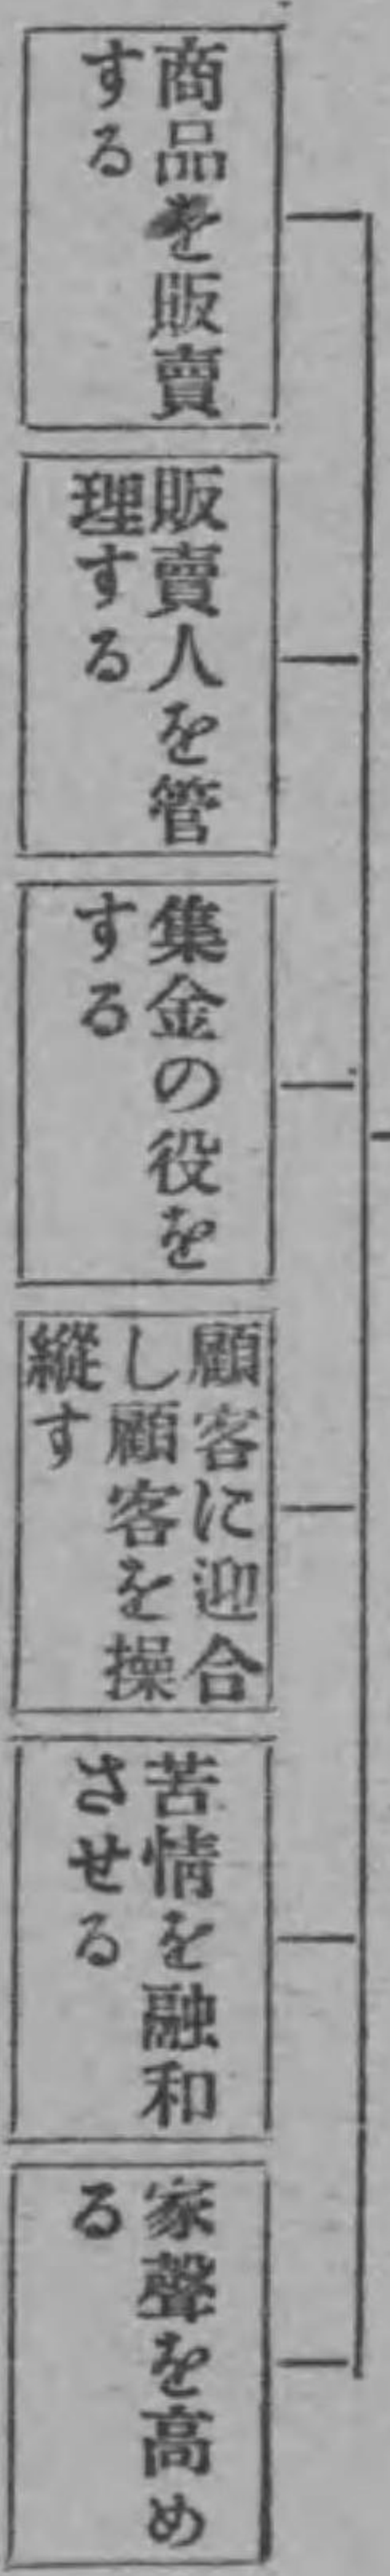 商品を販賣
する
販賣人を管
理する
集金の役を
する
顧客に迎合
し顧客を操
縱す
苦情を融和
させる
家聲を高め
る